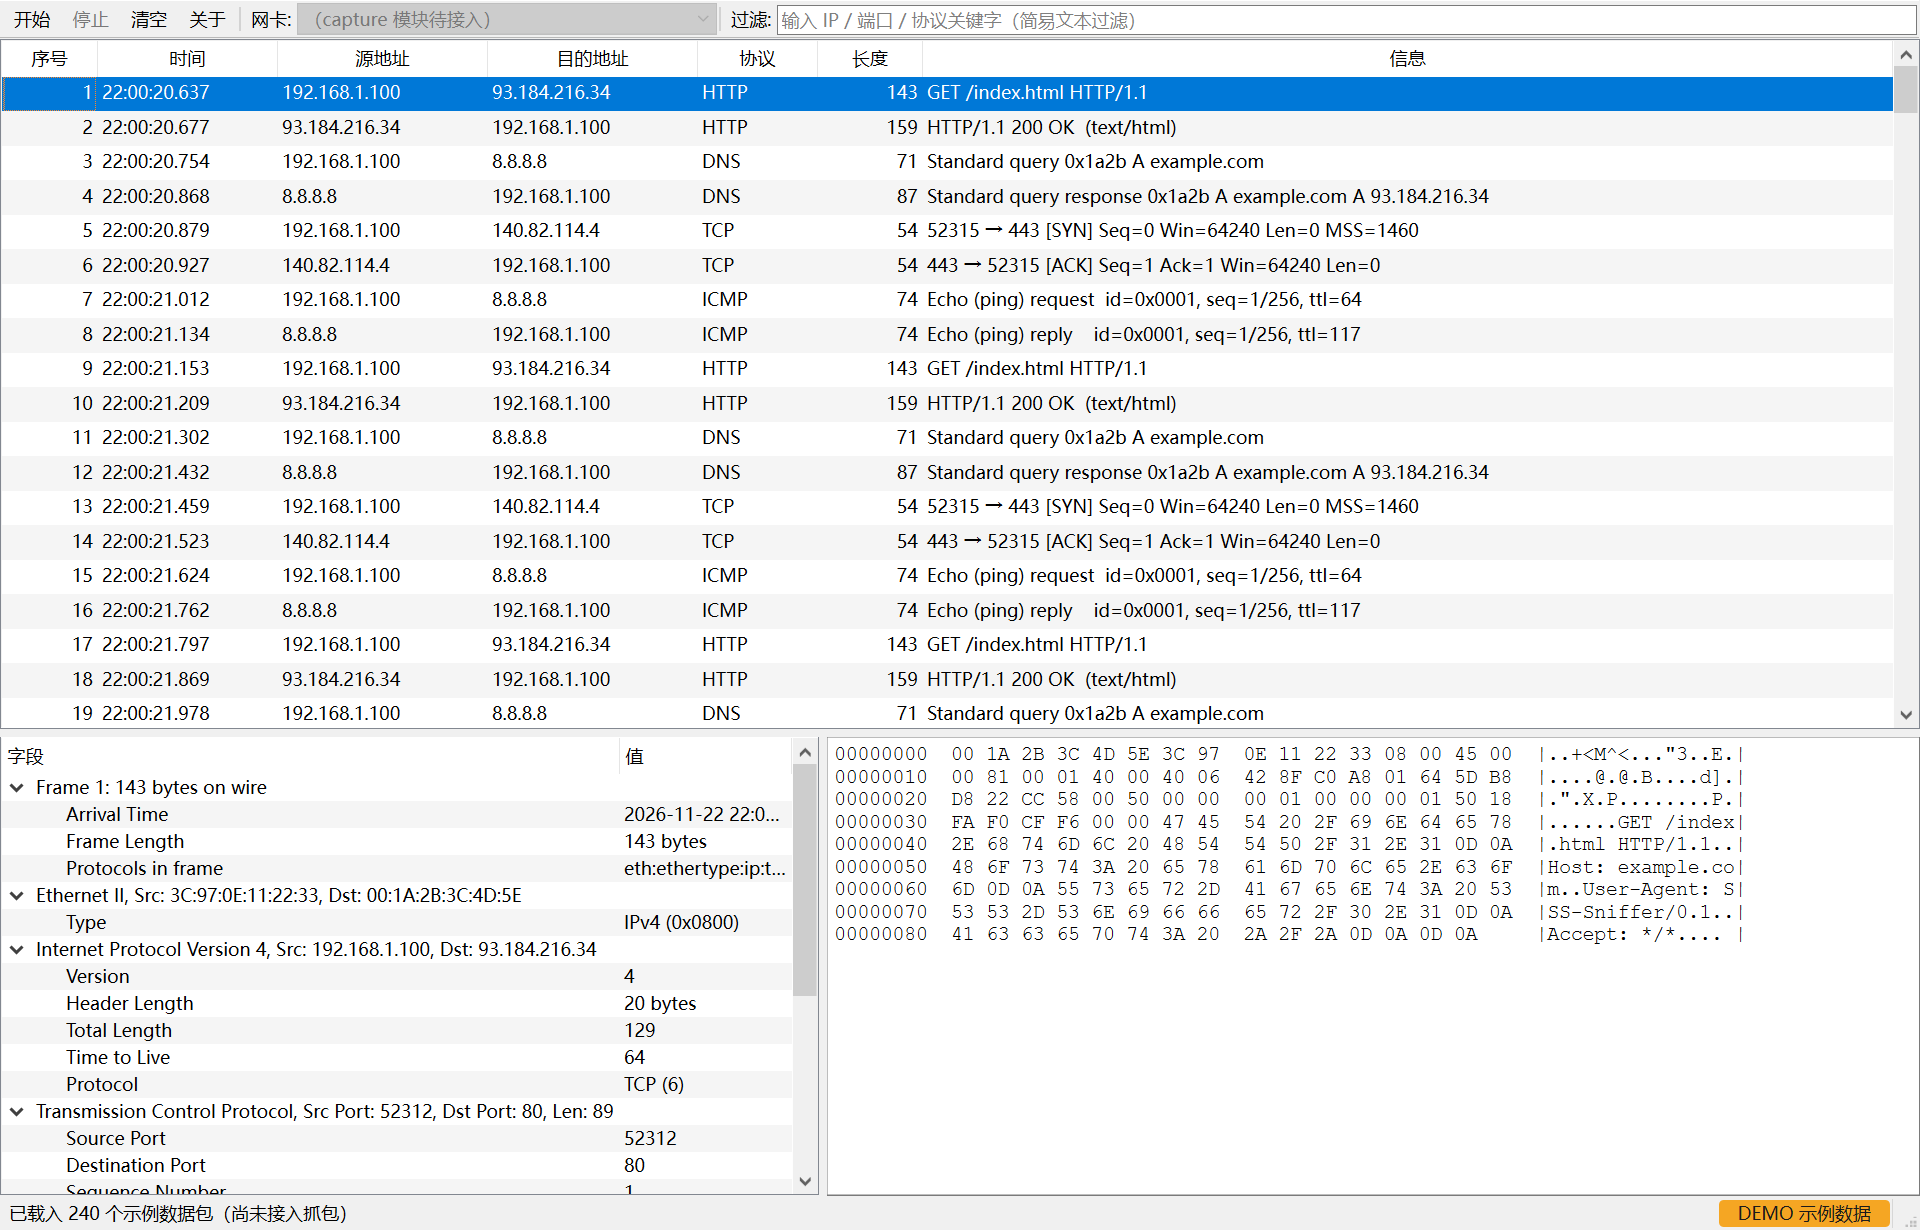 开始 停止 清空 关于 网卡: （capture 模块待接入） 过滤: 输入 IP / 端口 / 协议关键字（简易文本过滤）
序号 时间 源地址 目的地址 协议 长度 信息
1 22:00:20.637 192.168.1.100 93.184.216.34 HTTP 143 GET /index.html HTTP/1.1
2 22:00:20.677 93.184.216.34 192.168.1.100 HTTP 159 HTTP/1.1 200 OK  (text/html)
3 22:00:20.754 192.168.1.100 8.8.8.8 DNS 71 Standard query 0x1a2b A example.com
4 22:00:20.868 8.8.8.8 192.168.1.100 DNS 87 Standard query response 0x1a2b A example.com A 93.184.216.34
5 22:00:20.879 192.168.1.100 140.82.114.4 TCP 54 52315 → 443 [SYN] Seq=0 Win=64240 Len=0 MSS=1460
6 22:00:20.927 140.82.114.4 192.168.1.100 TCP 54 443 → 52315 [ACK] Seq=1 Ack=1 Win=64240 Len=0
7 22:00:21.012 192.168.1.100 8.8.8.8 ICMP 74 Echo (ping) request  id=0x0001, seq=1/256, ttl=64
8 22:00:21.134 8.8.8.8 192.168.1.100 ICMP 74 Echo (ping) reply    id=0x0001, seq=1/256, ttl=117
9 22:00:21.153 192.168.1.100 93.184.216.34 HTTP 143 GET /index.html HTTP/1.1
10 22:00:21.209 93.184.216.34 192.168.1.100 HTTP 159 HTTP/1.1 200 OK  (text/html)
11 22:00:21.302 192.168.1.100 8.8.8.8 DNS 71 Standard query 0x1a2b A example.com
12 22:00:21.432 8.8.8.8 192.168.1.100 DNS 87 Standard query response 0x1a2b A example.com A 93.184.216.34
13 22:00:21.459 192.168.1.100 140.82.114.4 TCP 54 52315 → 443 [SYN] Seq=0 Win=64240 Len=0 MSS=1460
14 22:00:21.523 140.82.114.4 192.168.1.100 TCP 54 443 → 52315 [ACK] Seq=1 Ack=1 Win=64240 Len=0
15 22:00:21.624 192.168.1.100 8.8.8.8 ICMP 74 Echo (ping) request  id=0x0001, seq=1/256, ttl=64
16 22:00:21.762 8.8.8.8 192.168.1.100 ICMP 74 Echo (ping) reply    id=0x0001, seq=1/256, ttl=117
17 22:00:21.797 192.168.1.100 93.184.216.34 HTTP 143 GET /index.html HTTP/1.1
18 22:00:21.869 93.184.216.34 192.168.1.100 HTTP 159 HTTP/1.1 200 OK  (text/html)
19 22:00:21.978 192.168.1.100 8.8.8.8 DNS 71 Standard query 0x1a2b A example.com
字段 值
Frame 1: 143 bytes on wire
Arrival Time 2026-11-22 22:0...
Frame Length 143 bytes
Protocols in frame eth:ethertype:ip:t...
Ethernet II, Src: 3C:97:0E:11:22:33, Dst: 00:1A:2B:3C:4D:5E
Type IPv4 (0x0800)
Internet Protocol Version 4, Src: 192.168.1.100, Dst: 93.184.216.34
Version 4
Header Length 20 bytes
Total Length 129
Time to Live 64
Protocol TCP (6)
Transmission Control Protocol, Src Port: 52312, Dst Port: 80, Len: 89
Source Port 52312
Destination Port 80
Sequence Number 1
00000000  00 1A 2B 3C 4D 5E 3C 97  0E 11 22 33 08 00 45 00  |..+<M^<..."3..E.|
00000010  00 81 00 01 40 00 40 06  42 8F C0 A8 01 64 5D B8  |....@.@.B....d].|
00000020  D8 22 CC 58 00 50 00 00  00 01 00 00 00 01 50 18  |.".X.P........P.|
00000030  FA F0 CF F6 00 00 47 45  54 20 2F 69 6E 64 65 78  |......GET /index|
00000040  2E 68 74 6D 6C 20 48 54  54 50 2F 31 2E 31 0D 0A  |.html HTTP/1.1..|
00000050  48 6F 73 74 3A 20 65 78  61 6D 70 6C 65 2E 63 6F  |Host: example.co|
00000060  6D 0D 0A 55 73 65 72 2D  41 67 65 6E 74 3A 20 53  |m..User-Agent: S|
00000070  53 53 2D 53 6E 69 66 66  65 72 2F 30 2E 31 0D 0A  |SS-Sniffer/0.1..|
00000080  41 63 63 65 70 74 3A 20  2A 2F 2A 0D 0A 0D 0A     |Accept: */*.... |
已载入 240 个示例数据包（尚未接入抓包） DEMO 示例数据